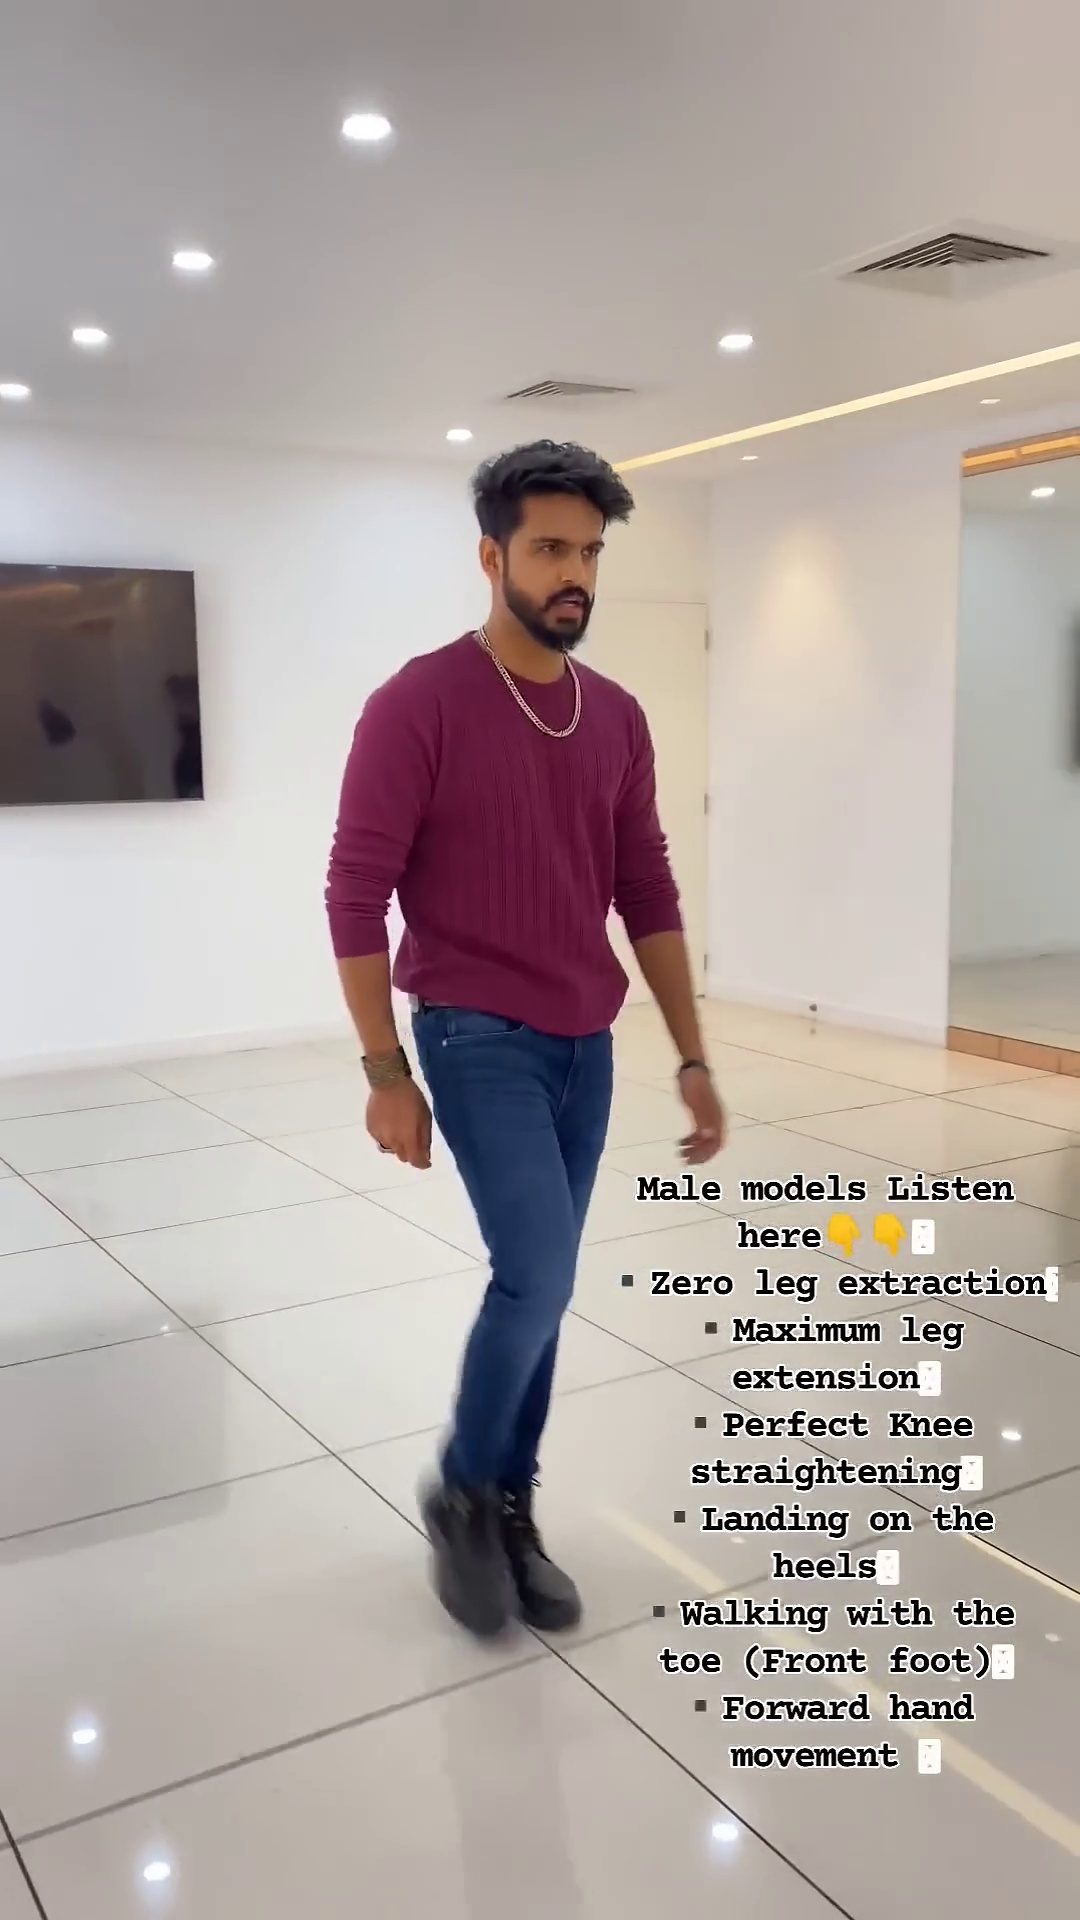 Male models Listen
here👇👇
▪ Zero leg extraction
▪ Maximum leg
extension
▪ Perfect Knee
straightening
▪ Landing on the
heels
▪ Walking with the
toe (Front foot)
▪ Forward hand
movement